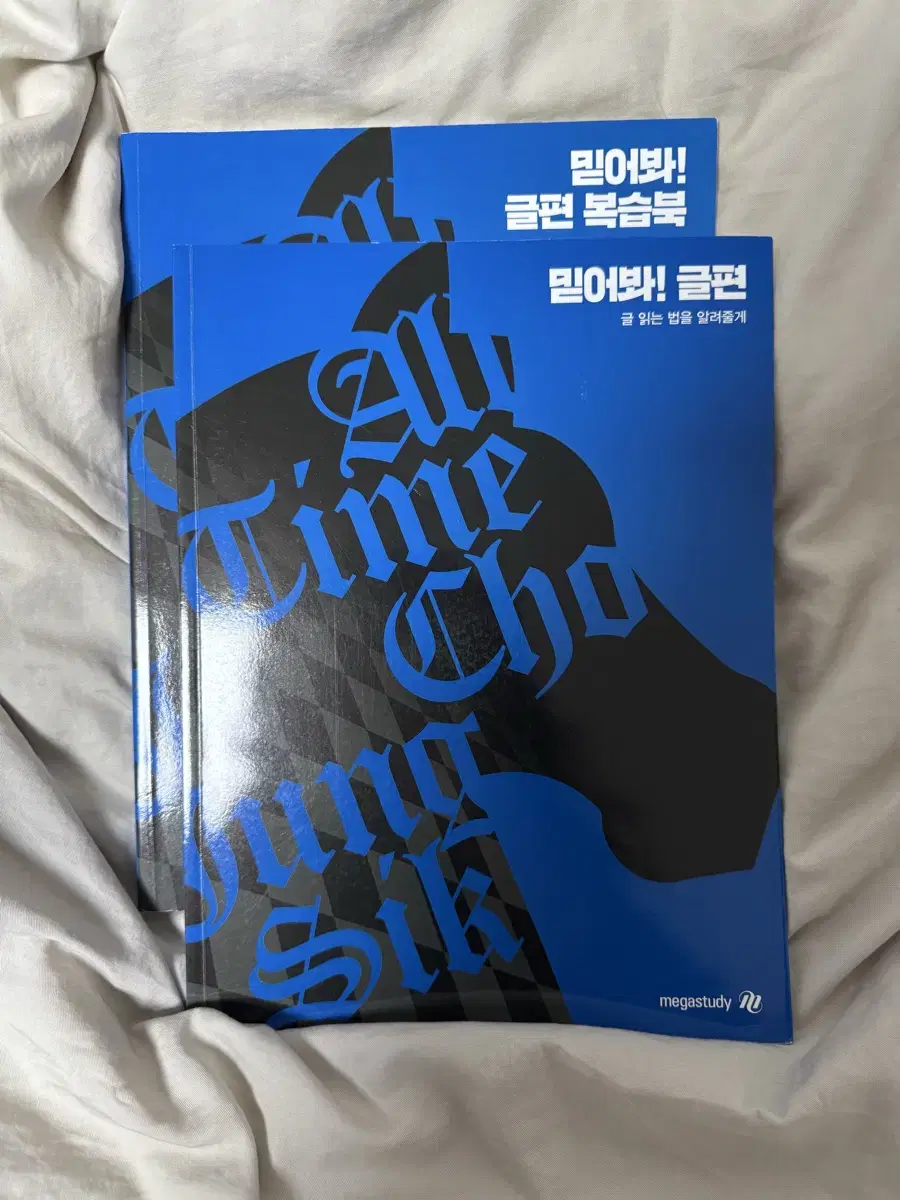 믿어봐!
글편 복습북
믿어봐! 글편
글 읽는 법을 알려줄게
All
Time
Cho
Jung
Sik
megastudy